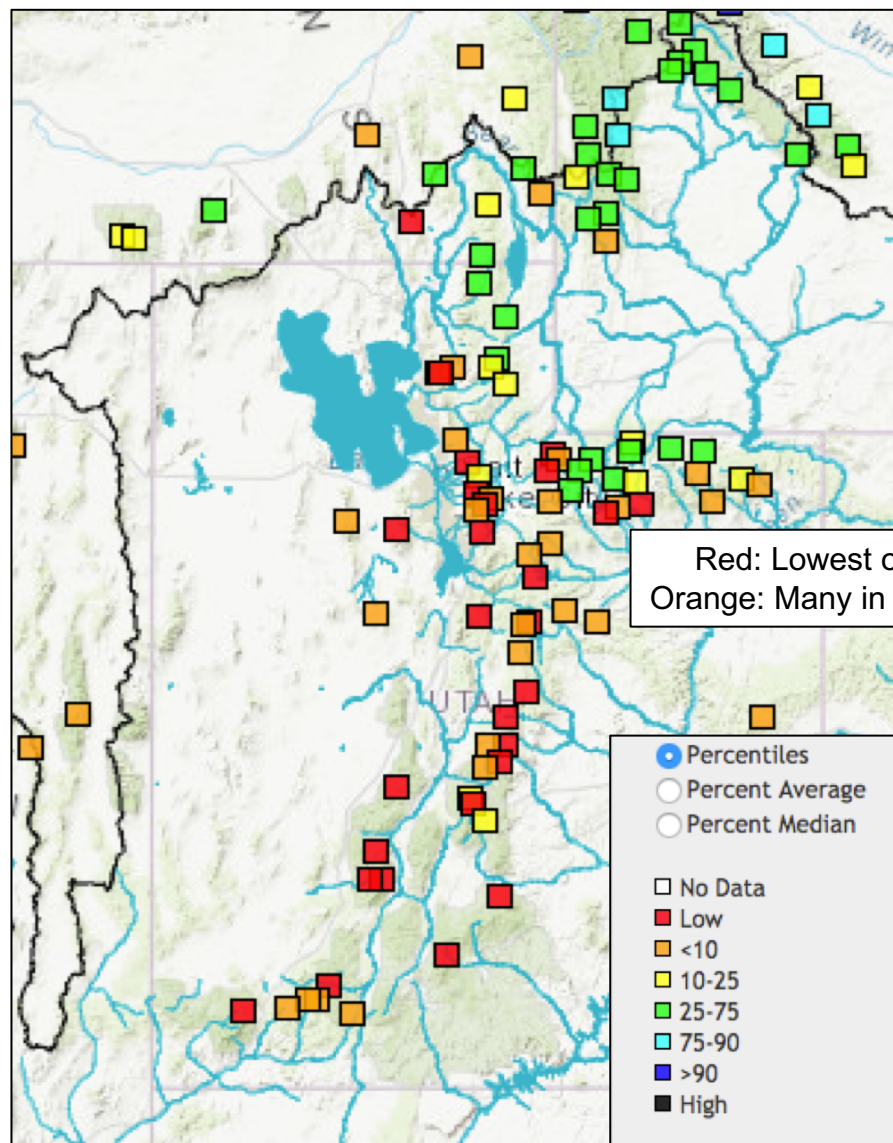 UTAH
Red: Lowest
Orange: Many in
Percentiles
Percent Average
Percent Median
No Data
Low
<10
10-25
25-75
75-90
>90
High